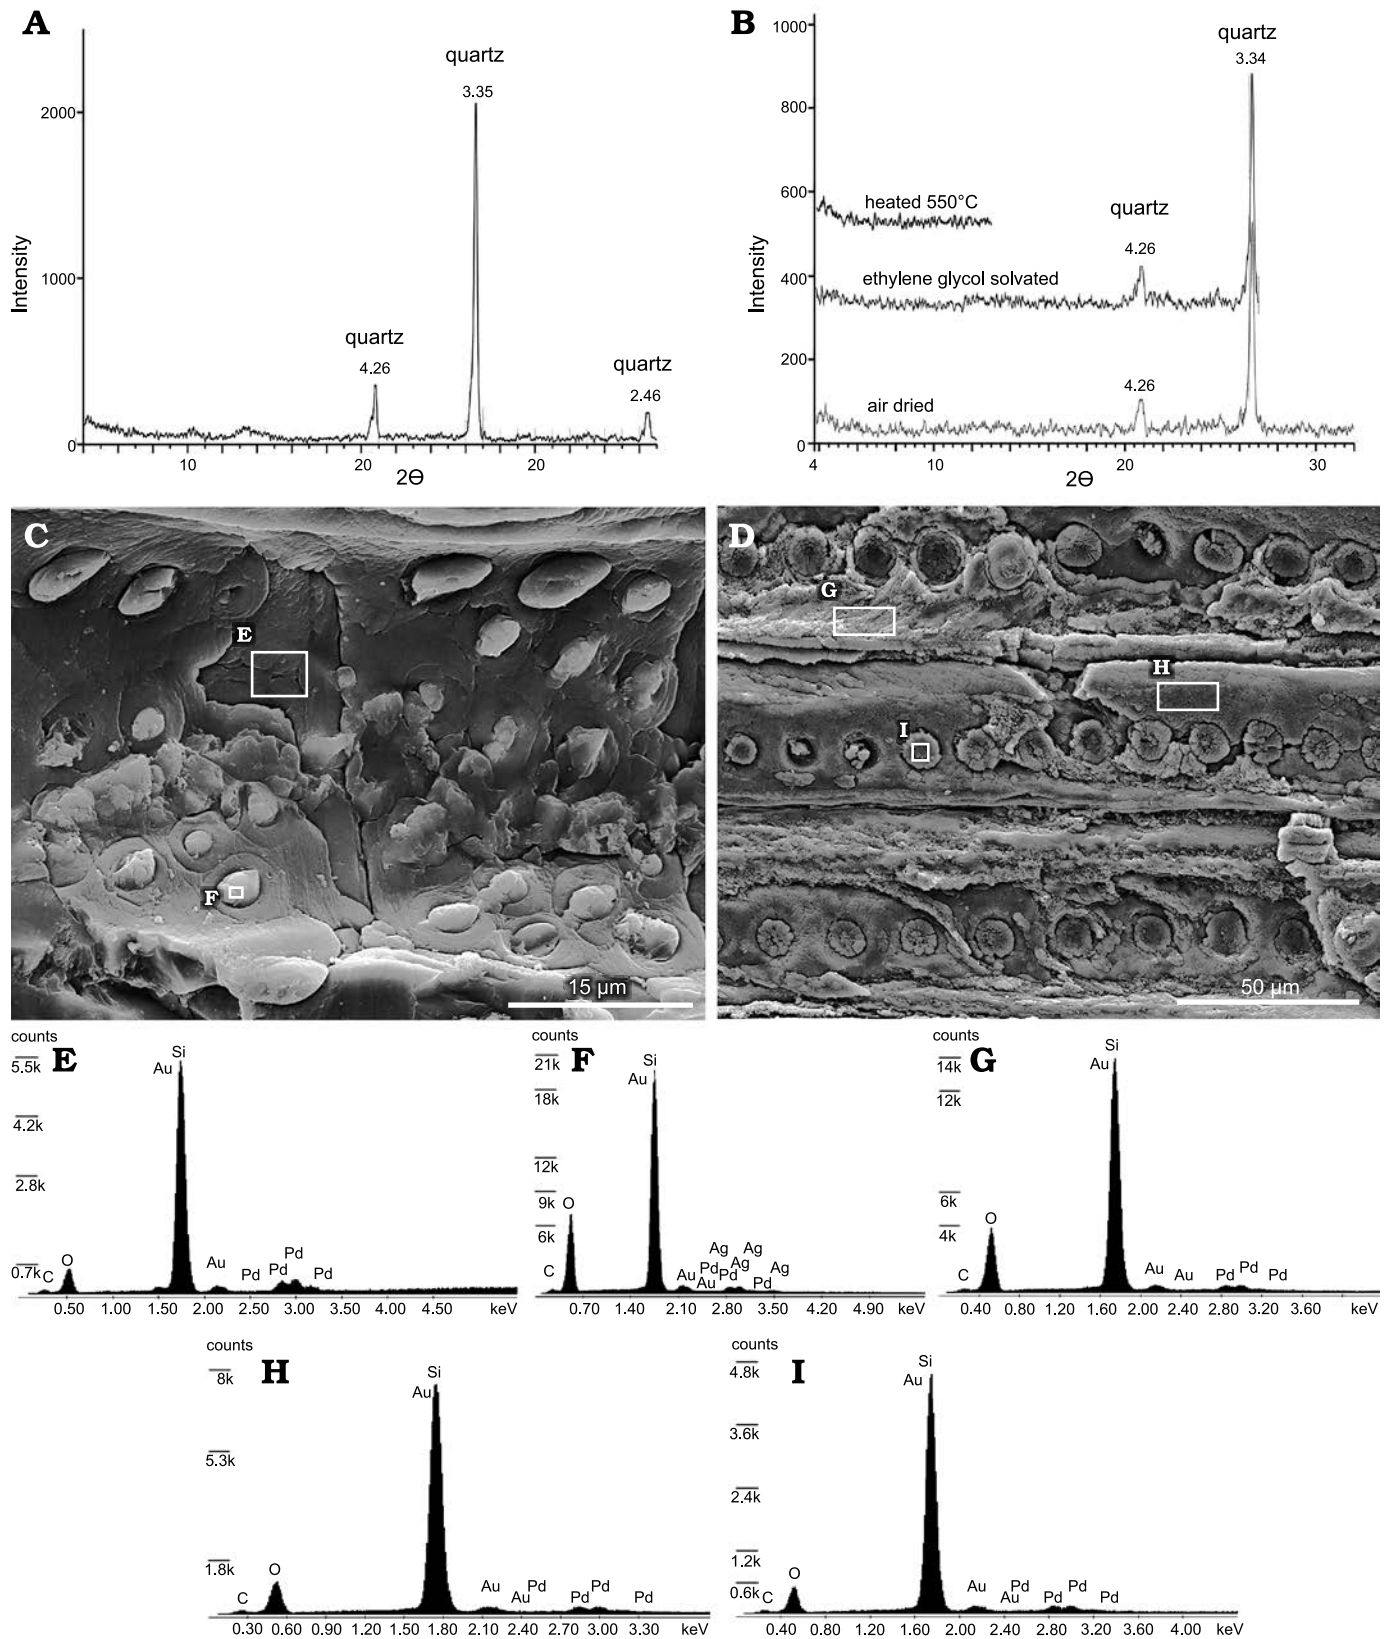 A
quartz
3.35
2000
Intensity
1000
quartz
4.26
quartz
2.46
0
10
20
20
2Θ
B
1000
quartz
3.34
800
600
heated 550°C
quartz
4.26
Intensity
400
ethylene glycol solvated
200
4.26
air dried
0
4
10
20
30
2Θ
C
E
F
15 µm
D
G
H
I
50 µm
counts
E
5.5k
Si
Au
4.2k
2.8k
0.7k
C
O
Au
Pd
Pd
Pd
Pd
0.50 1.00 1.50 2.00 2.50 3.00 3.50 4.00 4.50 keV
counts
F
21k
Si
Au
18k
12k
9k
O
6k
Ag
Ag
Pd
Ag
C
Au
Au
Pd
Pd
Ag
0.70 1.40 2.10 2.80 3.50 4.20 4.90 keV
counts
G
14k
Si
Au
12k
6k
4k
O
C
Au
Au
Pd
Pd
Pd
0.40 0.80 1.20 1.60 2.00 2.40 2.80 3.20 3.60 keV
counts
H
8k
Si
Au
5.3k
1.8k
C
O
Au
Au
Pd
Pd
Pd
Pd
0.30 0.60 0.90 1.20 1.50 1.80 2.10 2.40 2.70 3.00 3.30 keV
counts
I
4.8k
Si
Au
3.6k
2.4k
1.2k
0.6k
C
O
Au
Au
Pd
Pd
Pd
Pd
0.40 0.80 1.20 1.60 2.00 2.40 2.80 3.20 3.60 4.00 keV